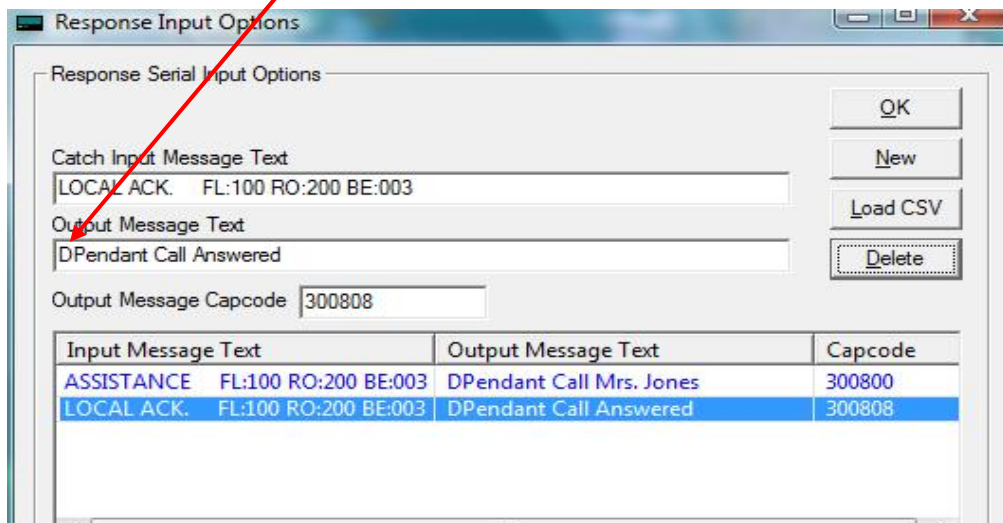 Response Input Options
Response Serial Input Options
OK
Catch Input Message Text
New
LOCAL ACK. FL:100 RO:200 BE:003
Load CSV
Output Message Text
DPendant Call Answered
Delete
Output Message Capcode 300808
Input Message Text Output Message Text Capcode
ASSISTANCE FL:100 RO:200 BE:003 DPendant Call Mrs. Jones 300800
LOCAL ACK. FL:100 RO:200 BE:003 DPendant Call Answered 300808